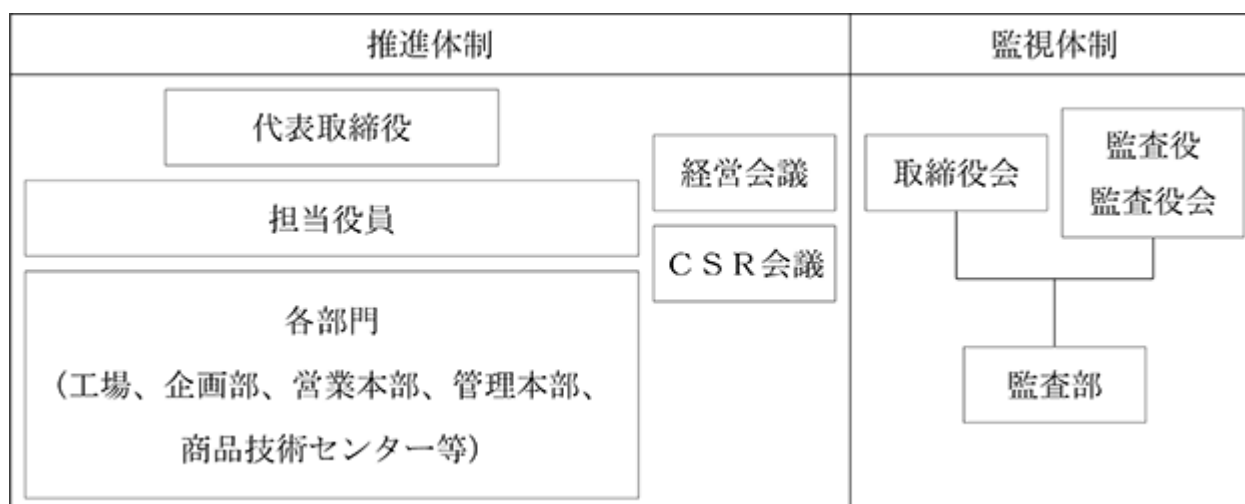 推進体制
監視体制
代表取締役
担当役員
各部門
(工場、企画部、営業本部、管理本部、
商品技術センター等)
経営会議
ＣＳＲ会議
取締役会
監査役
監査役会
監査部